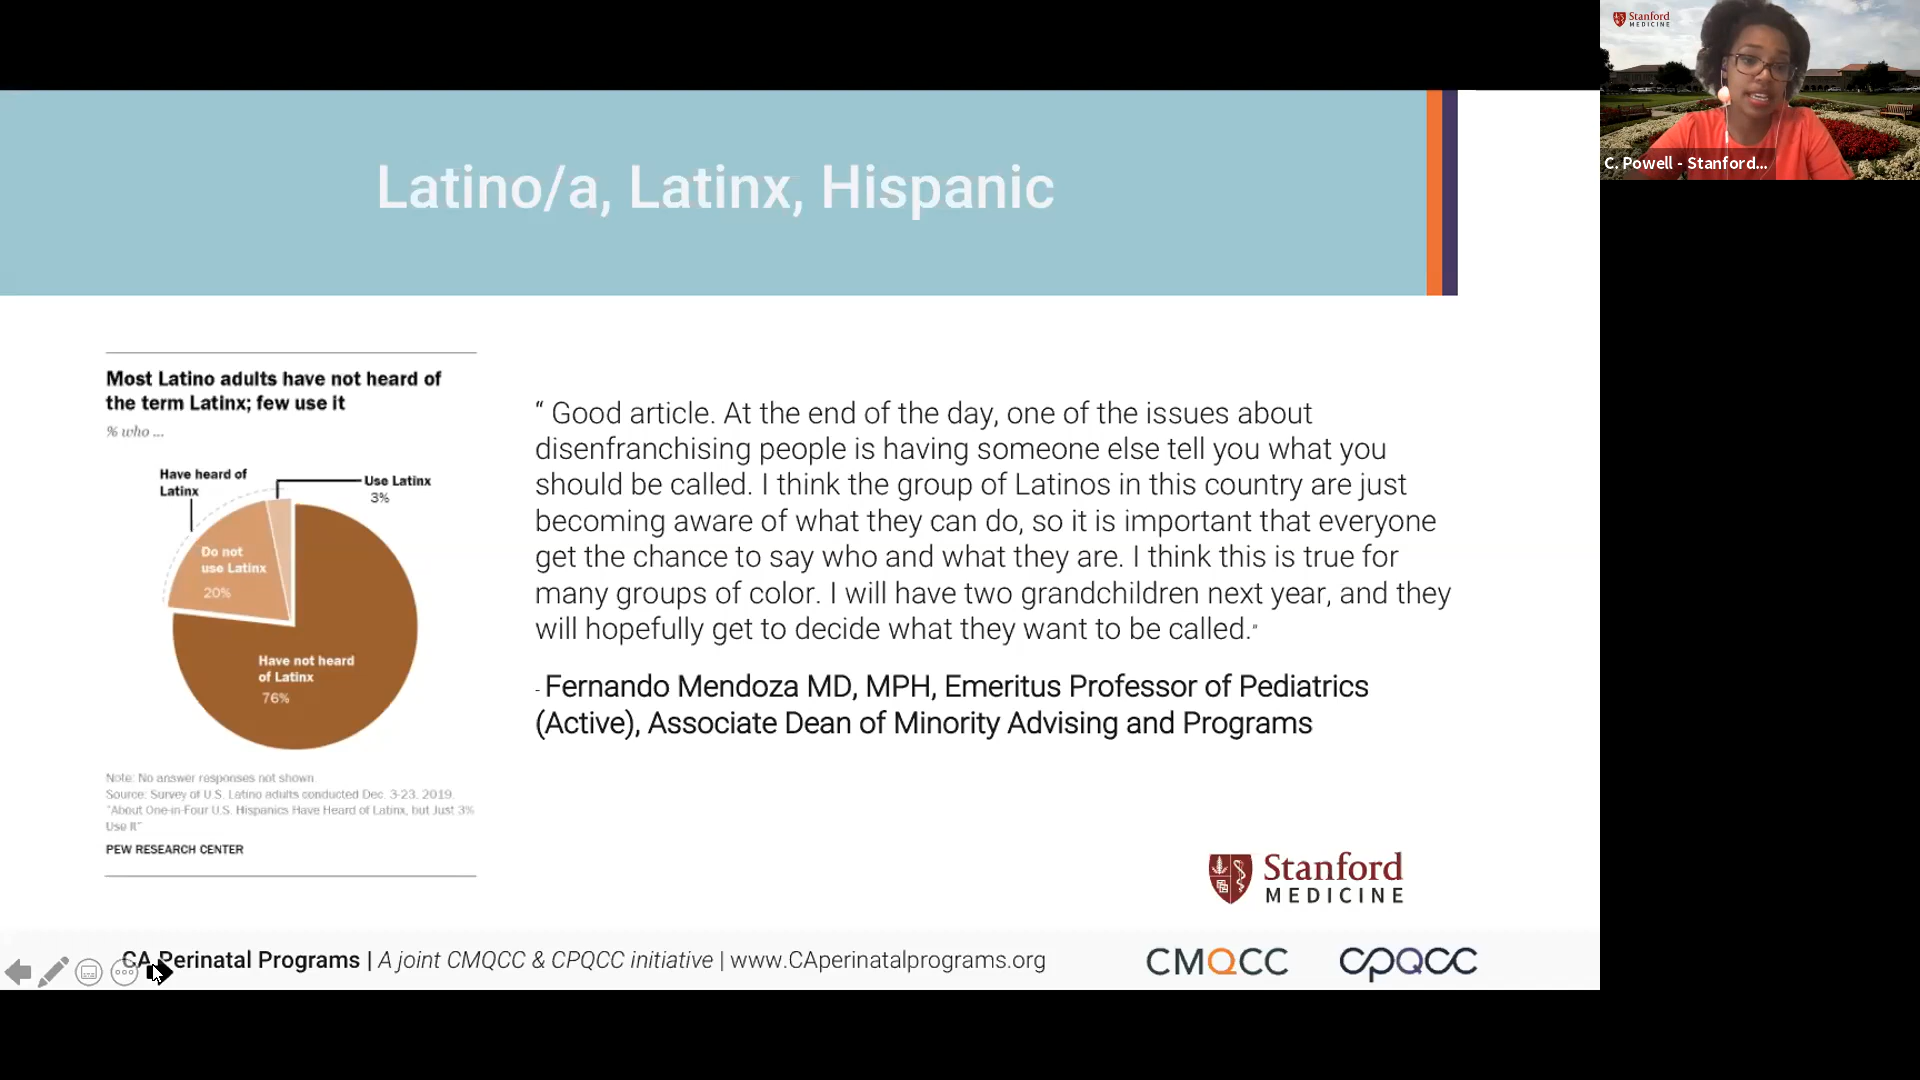 Stanford
MEDICINE
C. Powell - Stanford...
Latino/a, Latinx, Hispanic
Most Latino adults have not heard of
the term Latinx; few use it
% who ...
Have heard of
Latinx
Use Latinx
3%
Do not
use Latinx
20%
Have not heard
of Latinx
76%
Note: No answer responses not shown.
Source: Survey of U.S. Latino adults conducted Dec. 3-23, 2019.
"About One-in-Four U.S. Hispanics Have Heard of Latinx, but Just 3%
Use It"
PEW RESEARCH CENTER
“ Good article. At the end of the day, one of the issues about
disenfranchising people is having someone else tell you what you
should be called. I think the group of Latinos in this country are just
becoming aware of what they can do, so it is important that everyone
get the chance to say who and what they are. I think this is true for
many groups of color. I will have two grandchildren next year, and they
will hopefully get to decide what they want to be called."
- Fernando Mendoza MD, MPH, Emeritus Professor of Pediatrics
(Active), Associate Dean of Minority Advising and Programs
Stanford
MEDICINE
CA Perinatal Programs | A joint CMQCC & CPQCC initiative | www.CAperinatalprograms.org
CMQCC
CPQCC